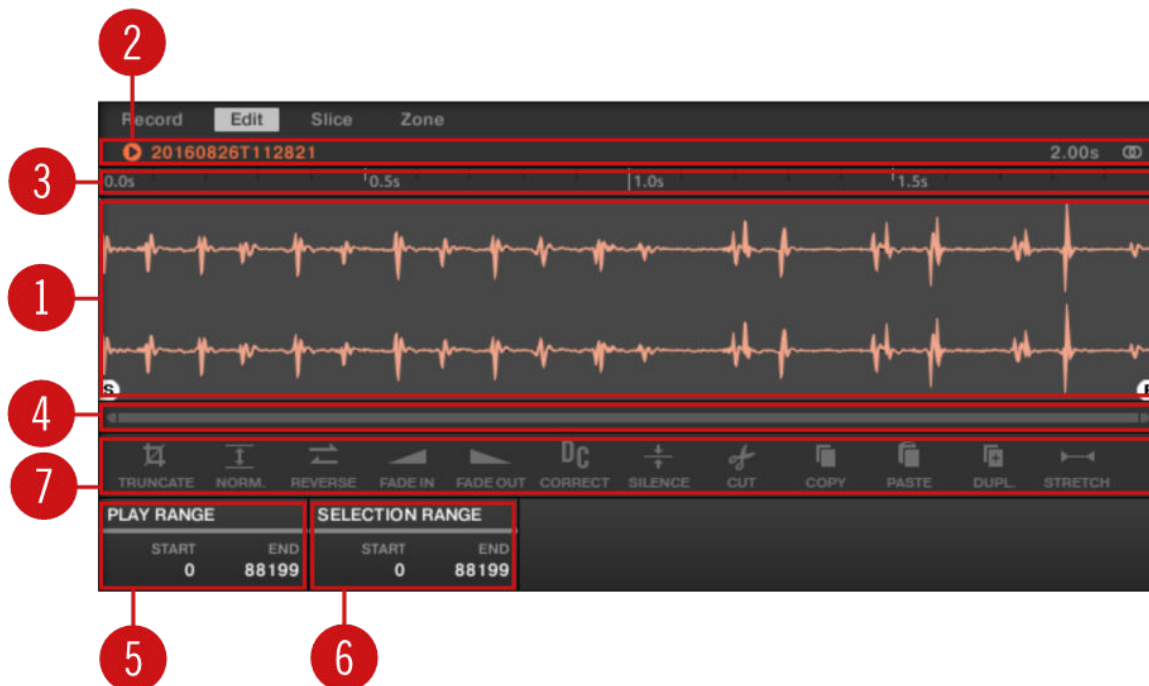 2
Record Edit Slice Zone
20160826T112821 2.00s
3
0.0s 0.5s 1.0s 1.5s
1
S
4
7
TRUNCATE NORM. REVERSE FADE IN FADE OUT DC CORRECT SILENCE CUT COPY PASTE DUPL. STRETCH
PLAY RANGE SELECTION RANGE
START END START END
0 88199 0 88199
5 6